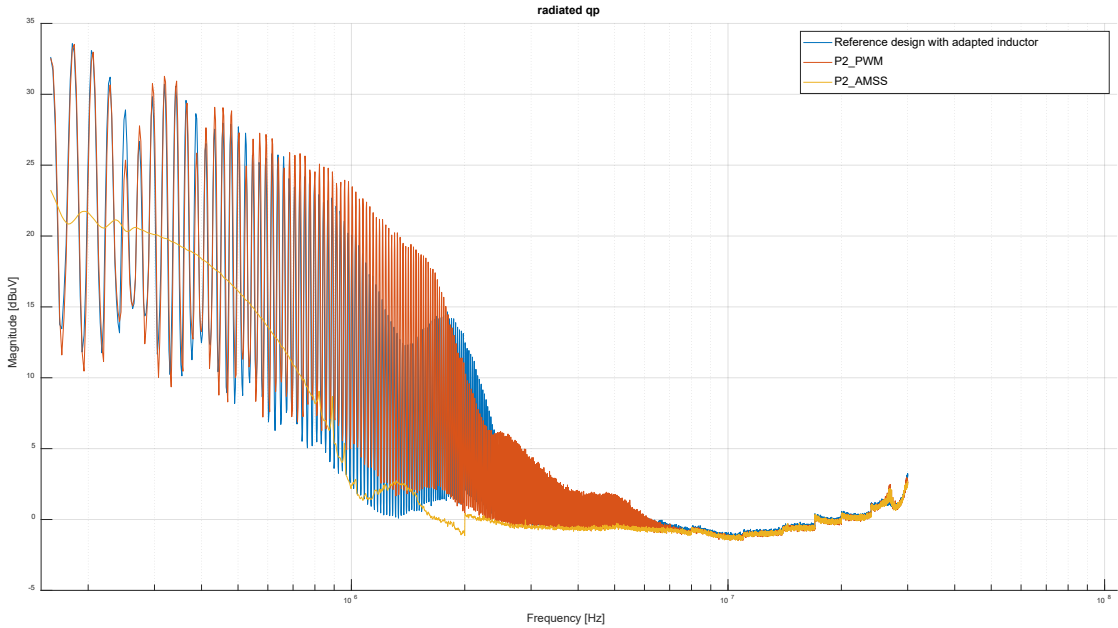 radiated qp
Reference design with adapted inductor
P2_PWM
P2_AMSS
35
30
25
20
15
10
5
0
-5
Magnitude [dBuV]
10^6
10^7
10^8
Frequency [Hz]